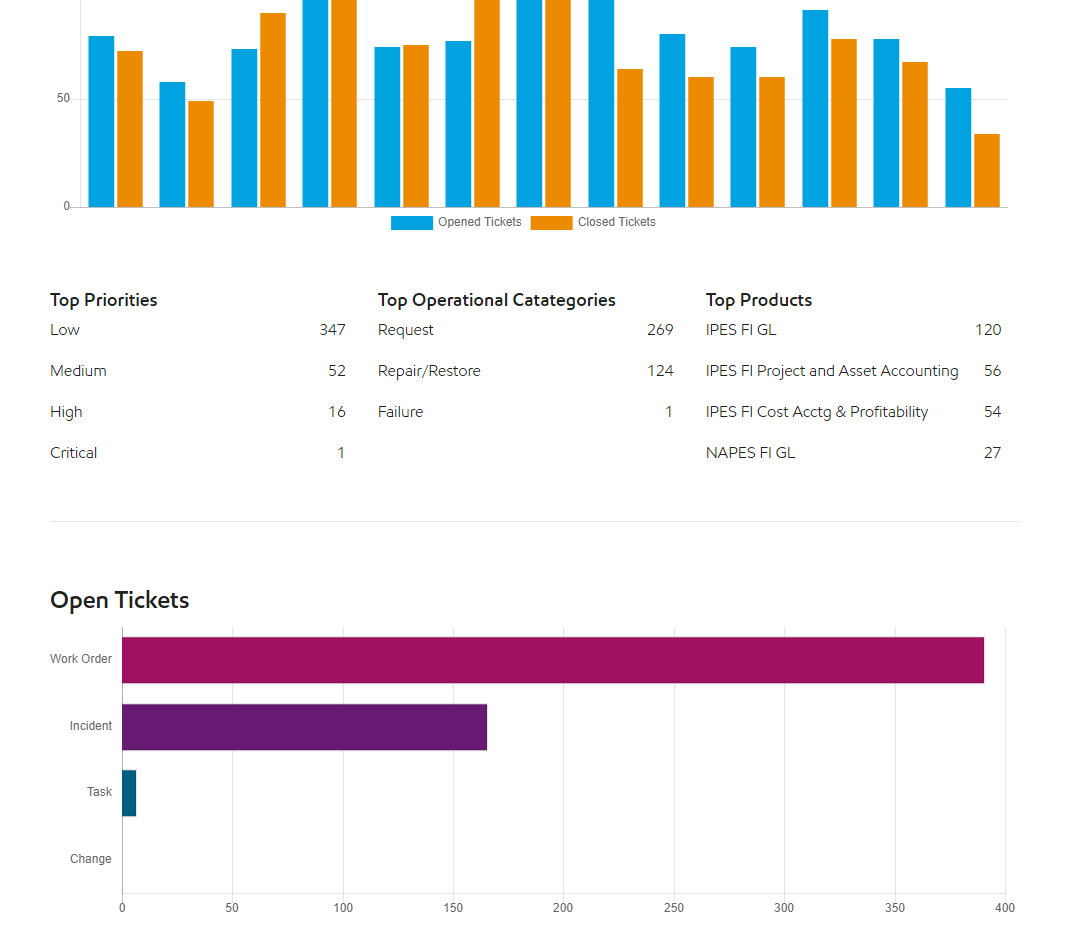 50
0
Opened Tickets Closed Tickets
Top Priorities
Low 347
Medium 52
High 16
Critical 1
Top Operational Catategories
Request 269
Repair/Restore 124
Failure 1
Top Products
IPES FI GL 120
IPES FI Project and Asset Accounting 56
IPES FI Cost Acctg & Profitability 54
NAPES FI GL 27
Open Tickets
Work Order
Incident
Task
Change
0 50 100 150 200 250 300 350 400